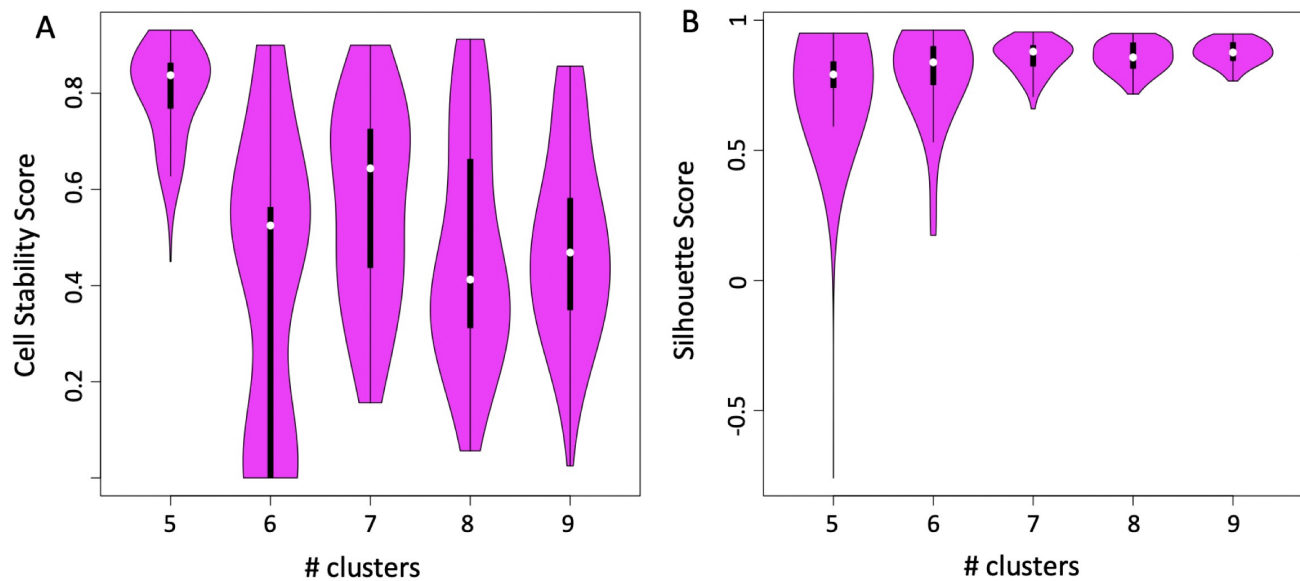 A
Cell Stability Score
0.8
0.6
0.4
0.2
5 6 7 8 9
# clusters
B
Silhouette Score
1
0.5
0
-0.5
5 6 7 8 9
# clusters